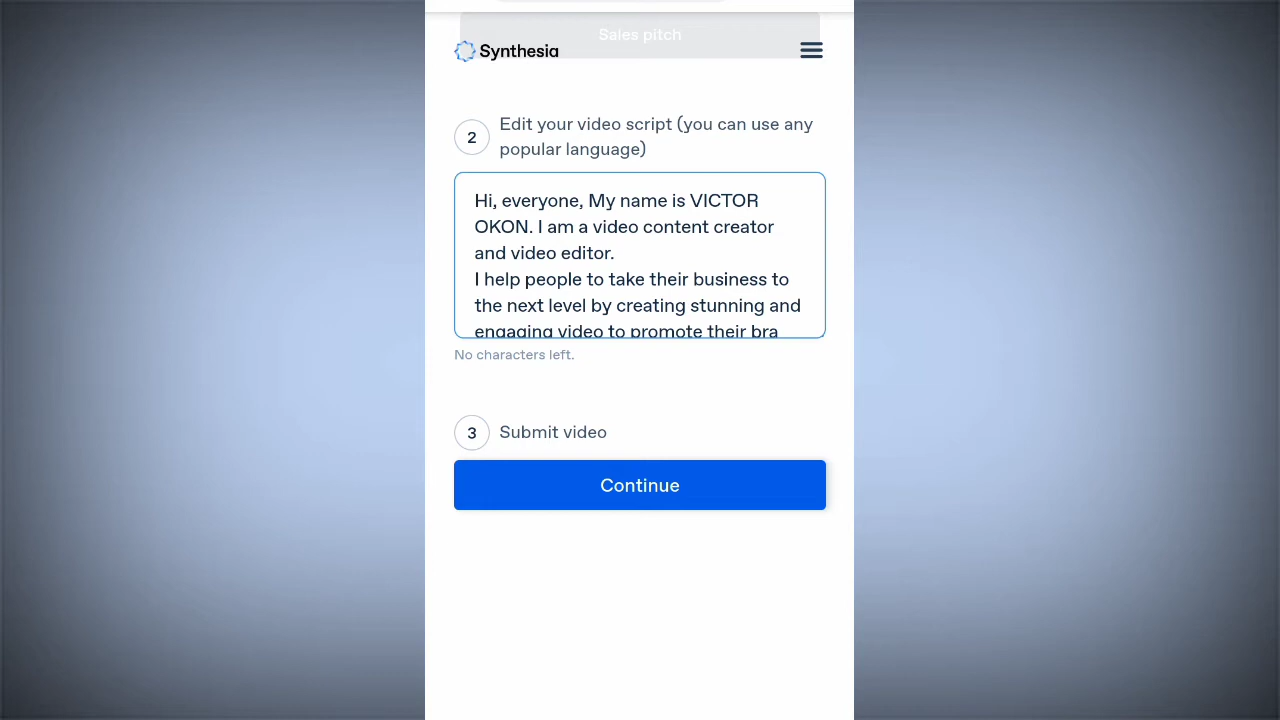 Sales pitch
Synthesia
2
Edit your video script (you can use any
popular language)
Hi, everyone, My name is VICTOR
OKON. I am a video content creator
and video editor.
I help people to take their business to
the next level by creating stunning and
engaging video to promote their bra
No characters left.
3
Submit video
Continue